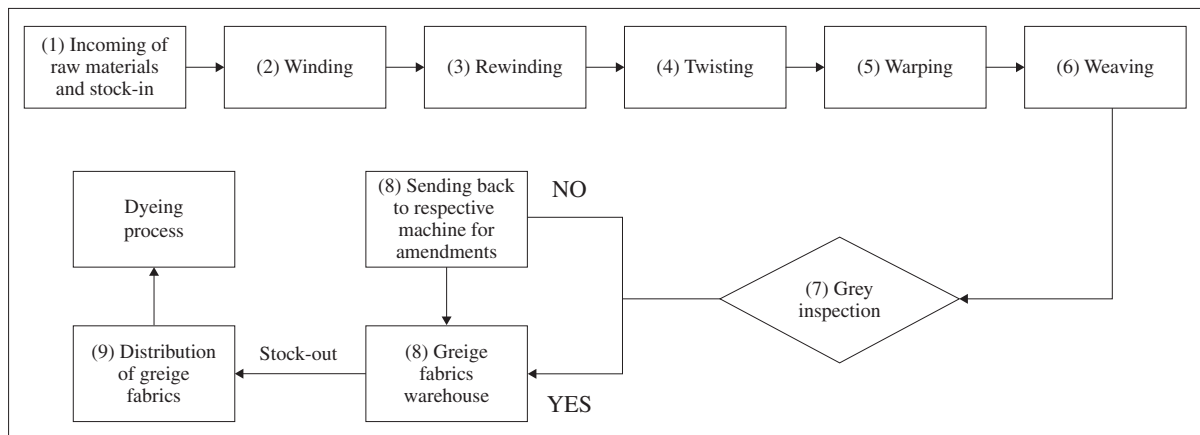 (1) Incoming of
raw materials
and stock-in
(2) Winding
(3) Rewinding
(4) Twisting
(5) Warping
(6) Weaving
Dyeing
process
(8) Sending back
to respective
machine for
amendments
NO
(7) Grey
inspection
(9) Distribution
of greige
fabrics
Stock-out
(8) Greige
fabrics
warehouse
YES